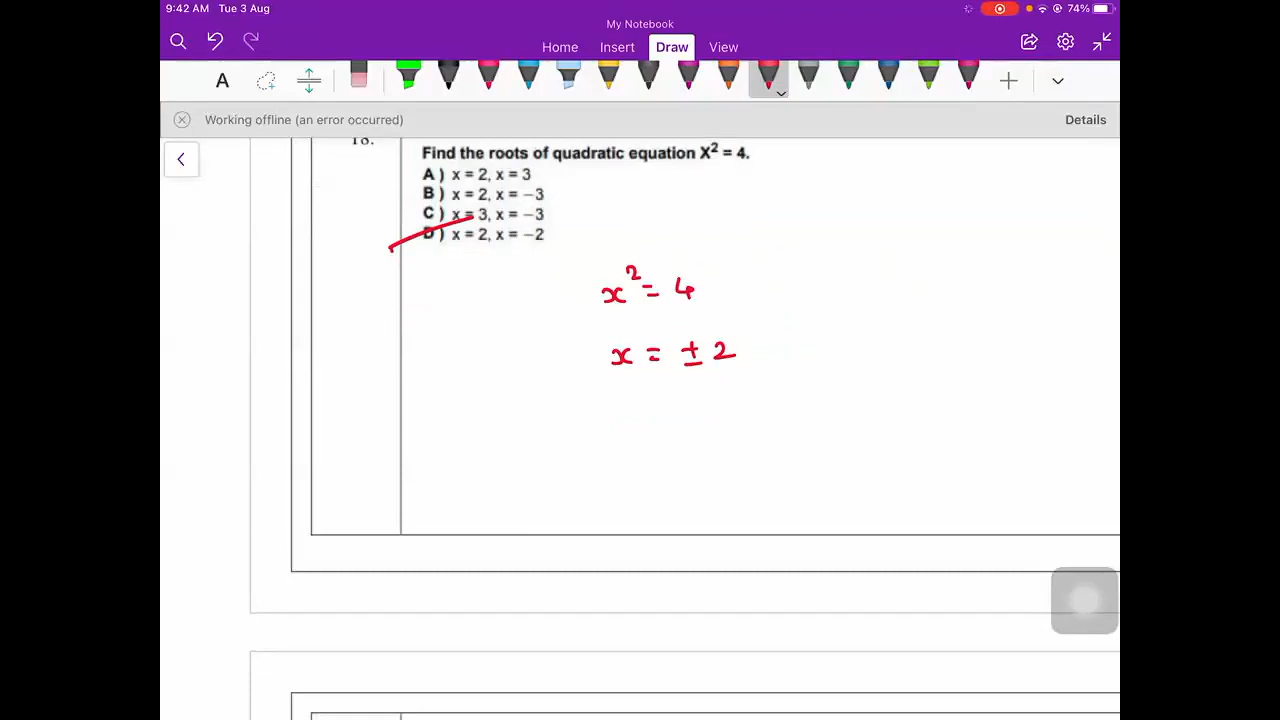 9:42 AM Tue 3 Aug
74%
My Notebook
Home Insert Draw View
A
Working offline (an error occurred)
Details
18.
Find the roots of quadratic equation X² = 4.
A ) x = 2, x = 3
B ) x = 2, x = −3
C ) x = 3, x = −3
D ) x = 2, x = −2
x² = 4
x = ± 2